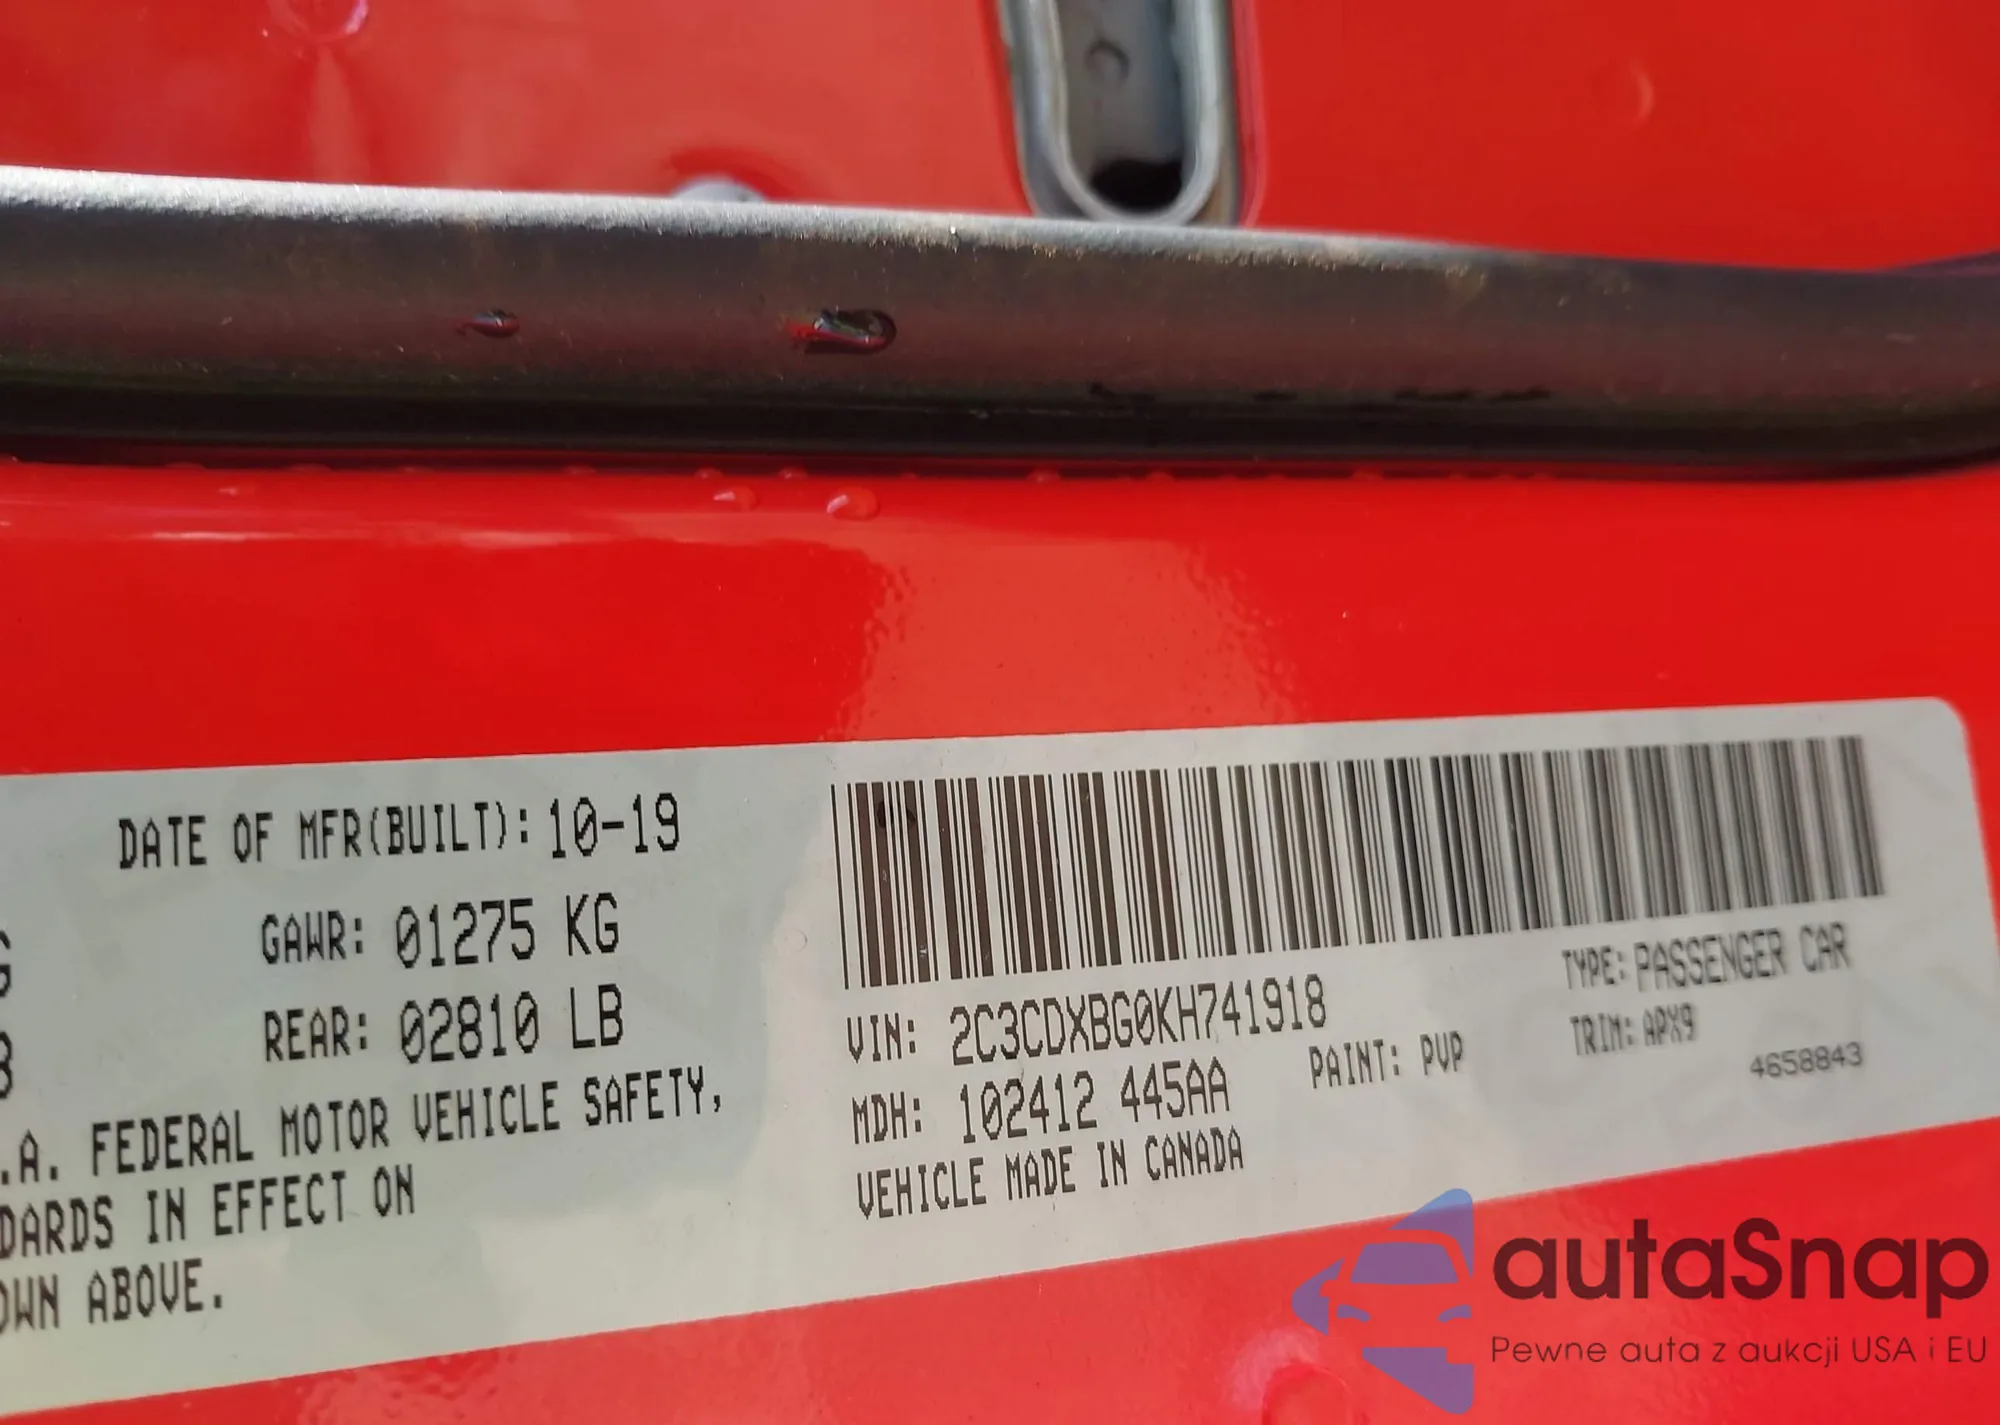 DATE OF MFR(BUILT): 10-19
GAWR: 01275 KG
REAR: 02810 LB
.A. FEDERAL MOTOR VEHICLE SAFETY,
DARDS IN EFFECT ON
OWN ABOVE.
VIN: 2C3CDXBG0KH741918
TYPE: PASSENGER CAR
MDH: 102412 445AA
PAINT: PVP
TRIM: APX9
VEHICLE MADE IN CANADA
4658843
autaSnap
Pewne auta z aukcji USA i EU